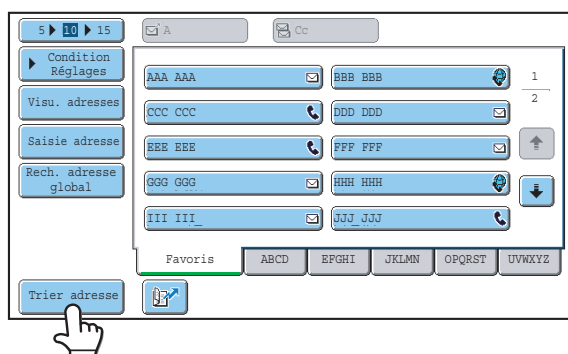 5 10 15
A
Cc
Condition
Réglages
Visu. adresses
Saisie adresse
Rech. adresse
global
AAA AAA
BBB BBB
1
2
CCC CCC
DDD DDD
EEE EEE
FFF FFF
GGG GGG
HHH HHH
III III
JJJ JJJ
Favoris
ABCD
EFGHI
JKLMN
OPQRST
UVWXYZ
Trier adresse